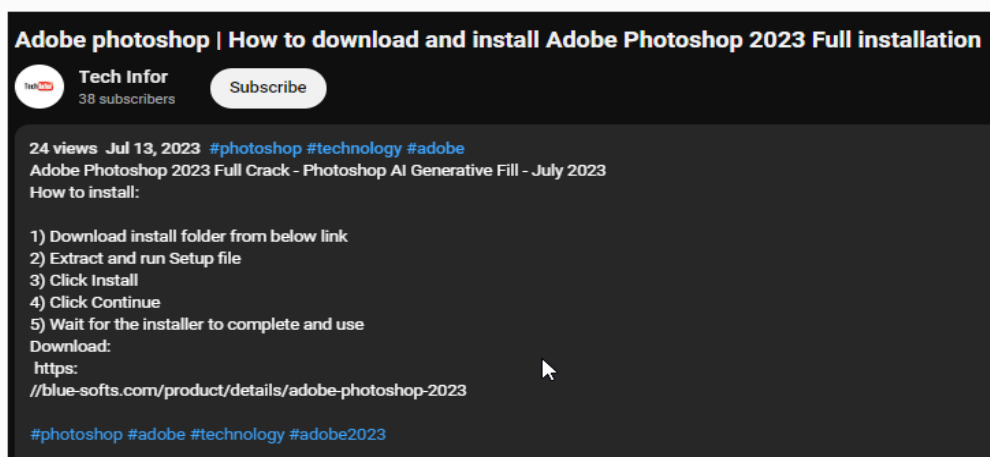 Adobe photoshop | How to download and install Adobe Photoshop 2023 Full installation
Tech Infor
38 subscribers
Subscribe
24 views Jul 13, 2023 #photoshop #technology #adobe
Adobe Photoshop 2023 Full Crack - Photoshop AI Generative Fill - July 2023
How to install:
1) Download install folder from below link
2) Extract and run Setup file
3) Click Install
4) Click Continue
5) Wait for the installer to complete and use
Download:
https:
//blue-softs.com/product/details/adobe-photoshop-2023
#photoshop #adobe #technology #adobe2023